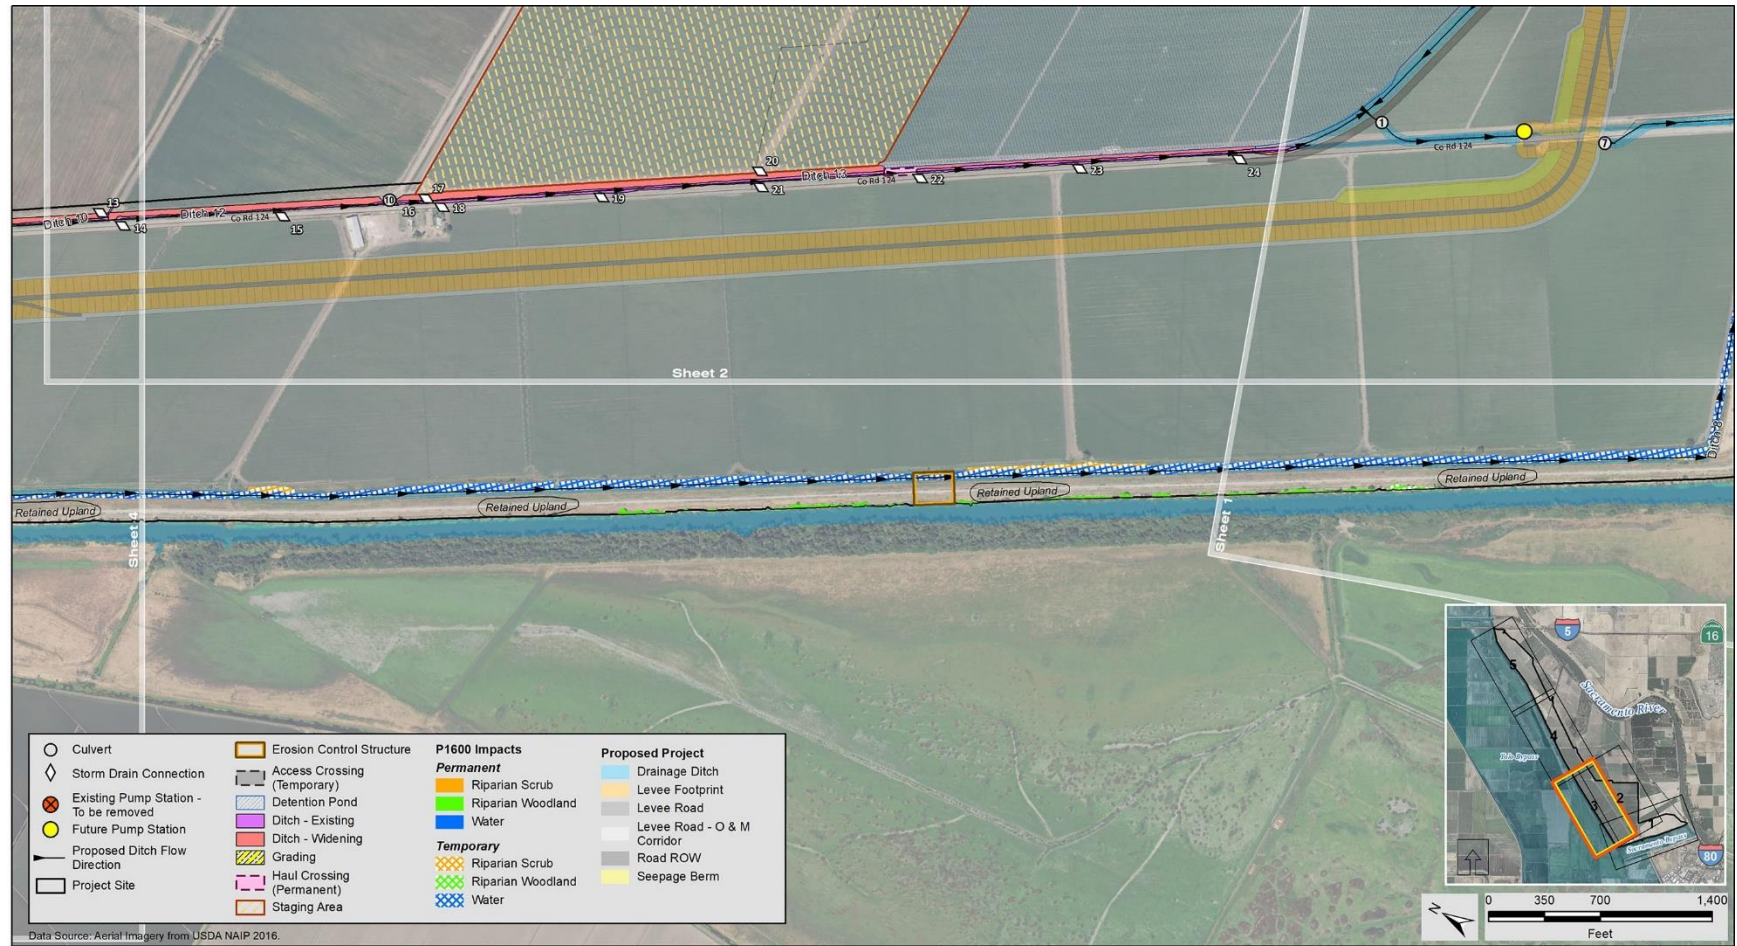 20
1
7
Co Rd 124
Ditch 13
17
13
10
21
Co Rd 124
22
23
24
Ditch 10
Ditch 12
Co Rd 124
16
18
19
14
15
Sheet 2
Ditch 8
Retained Upland
Retained Upland
Retained Upland
Retained Upland
Sheet 4
Sheet 1
Culvert
Storm Drain Connection
Existing Pump Station -
To be removed
Future Pump Station
Proposed Ditch Flow
Direction
Project Site
Erosion Control Structure
Access Crossing
(Temporary)
Detention Pond
Ditch - Existing
Ditch - Widening
Grading
Haul Crossing
(Permanent)
Staging Area
P1600 Impacts
Permanent
Riparian Scrub
Riparian Woodland
Water
Temporary
Riparian Scrub
Riparian Woodland
Water
Proposed Project
Drainage Ditch
Levee Footprint
Levee Road
Levee Road - O & M
Corridor
Road ROW
Seepage Berm
Data Source: Aerial Imagery from USDA NAIP 2016.
5
16
5
Sacramento River
4
Yolo Bypass
2
3
1
Sacramento Bypass
80
N
0 350 700 1,400
Feet